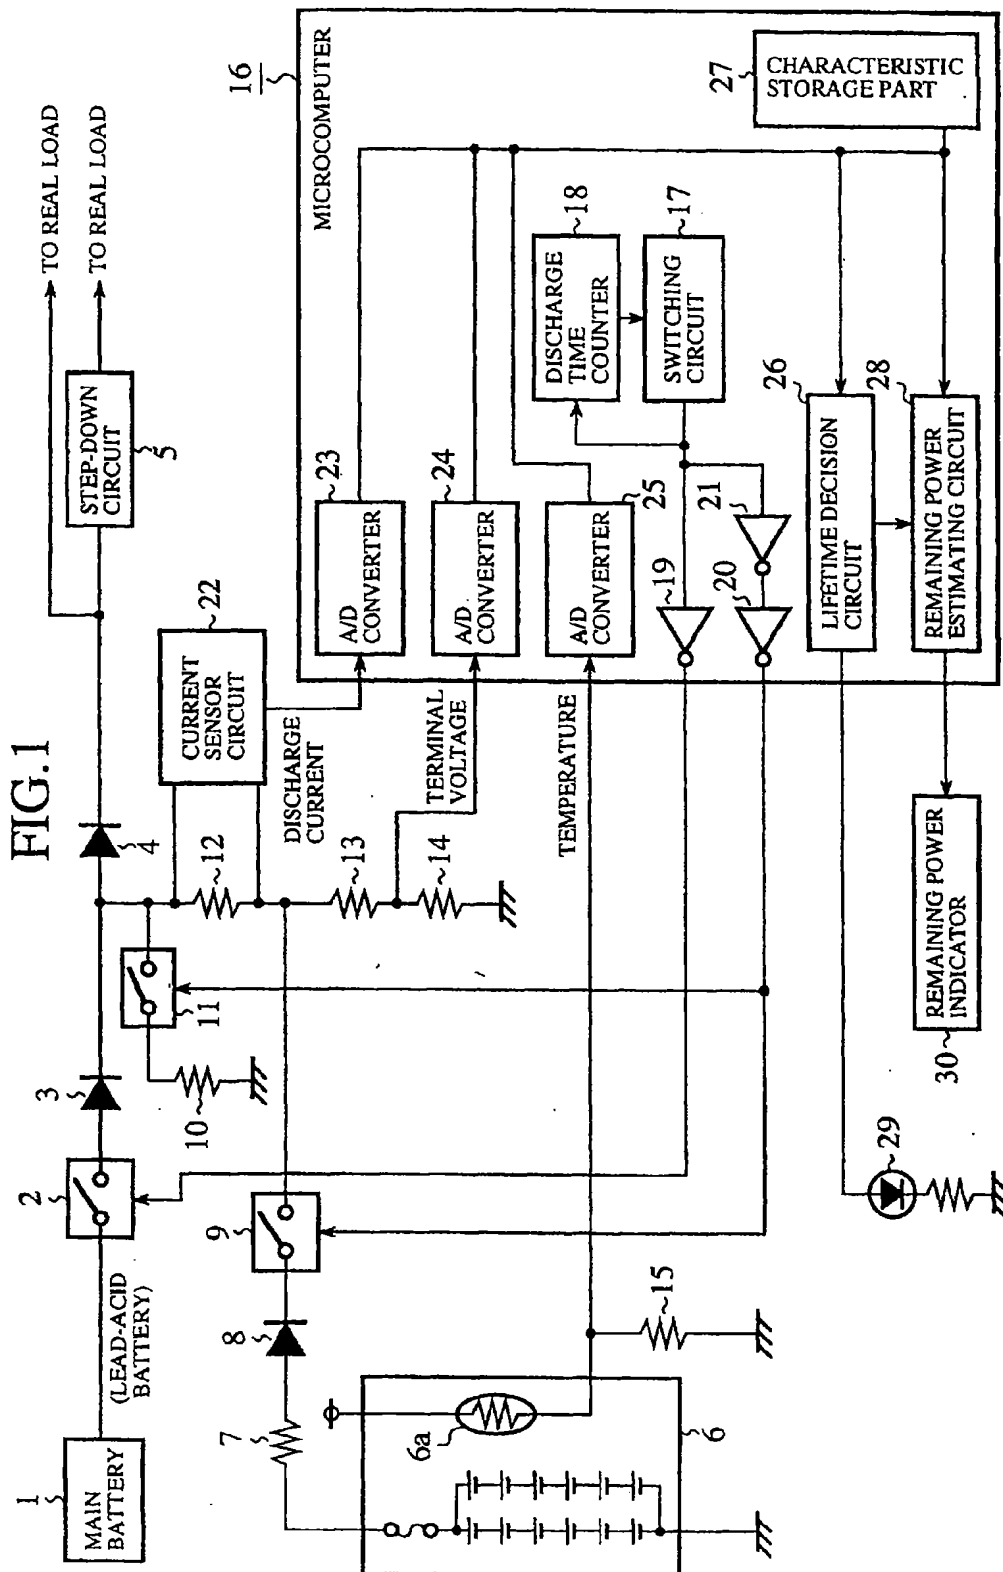 FIG.1
1
MAIN
BATTERY
(LEAD-ACID
BATTERY)
2
3
4
STEP-DOWN
CIRCUIT
5
TO REAL LOAD
TO REAL LOAD
10
11
12
CURRENT
SENSOR
CIRCUIT
22
DISCHARGE
CURRENT
13
14
TERMINAL
VOLTAGE
TEMPERATURE
6
6a
7
8
9
15
16
MICROCOMPUTER
A/D
CONVERTER
23
A/D
CONVERTER
24
A/D
CONVERTER
25
DISCHARGE
TIME
COUNTER
18
SWITCHING
CIRCUIT
17
19
20
21
LIFETIME DECISION
CIRCUIT
26
CHARACTERISTIC
STORAGE PART
27
REMAINING POWER
ESTIMATING CIRCUIT
28
29
REMAINING POWER
INDICATOR
30